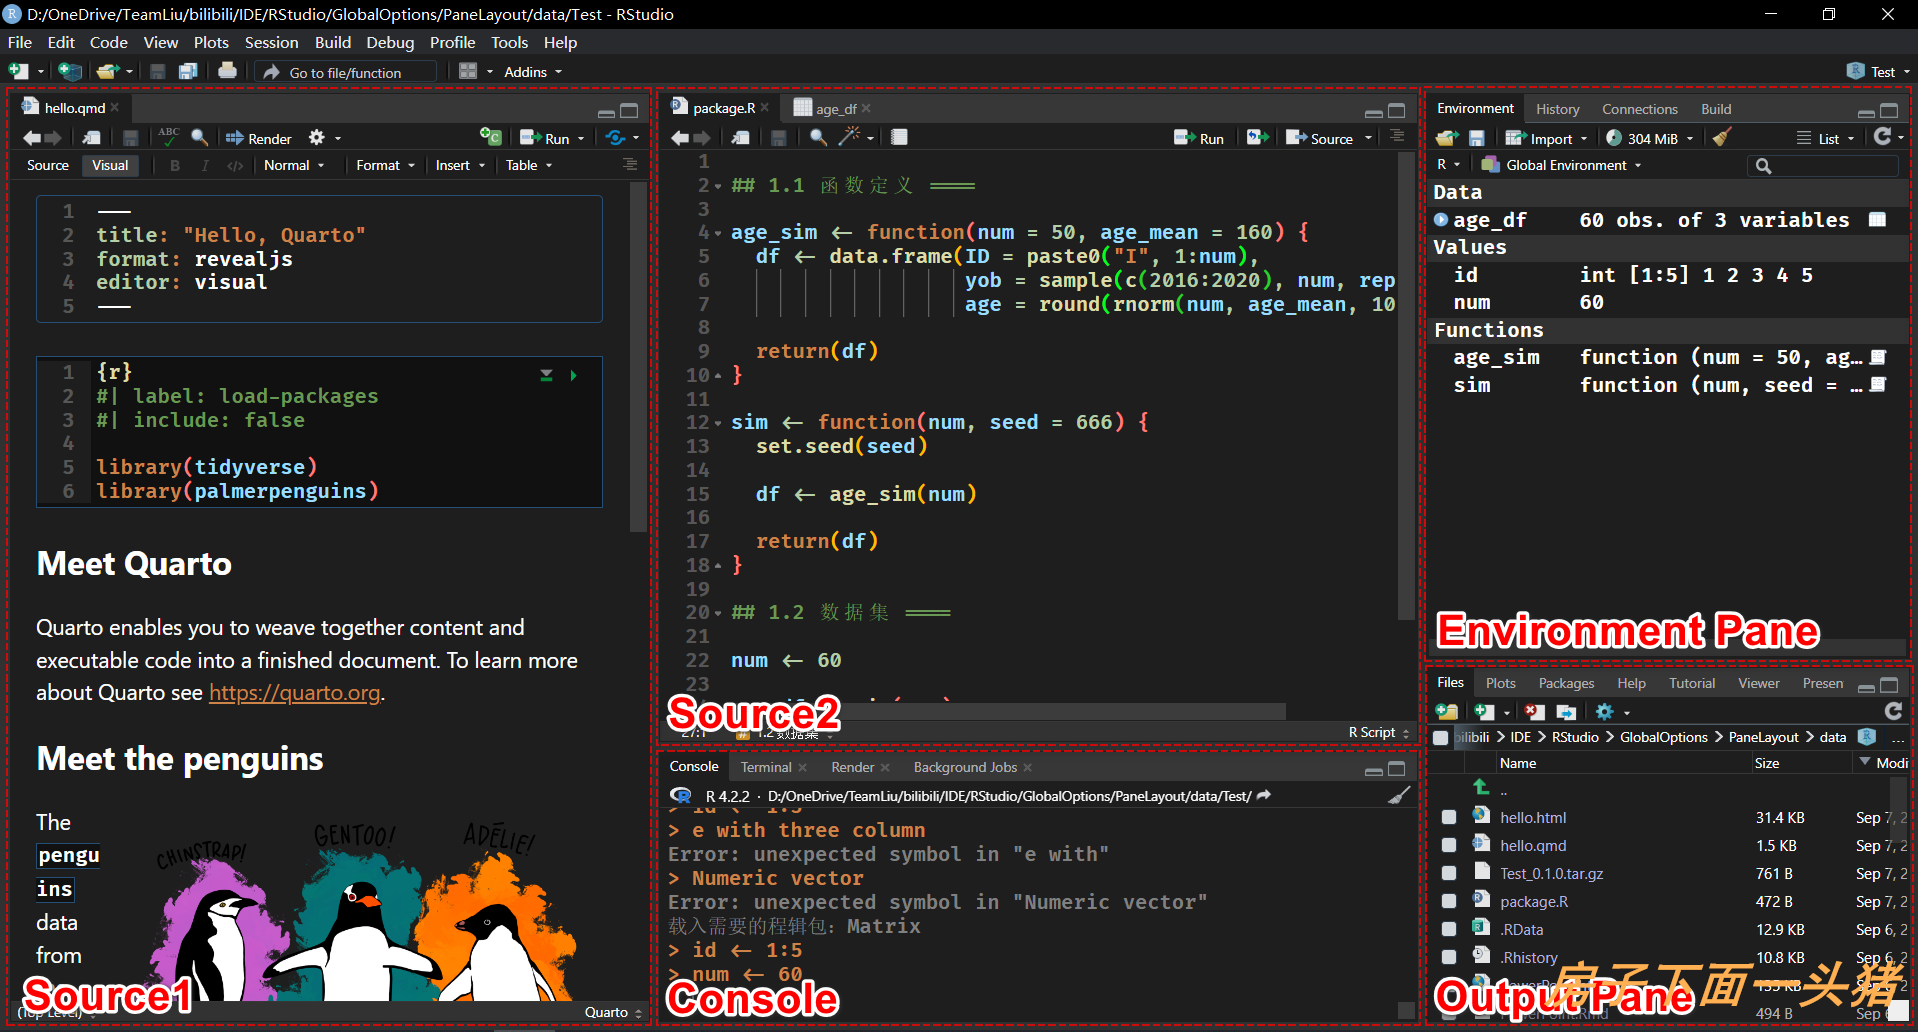 D:/OneDrive/TeamLiu/bilibili/IDE/RStudio/GlobalOptions/PaneLayout/data/Test - RStudio
File Edit Code View Plots Session Build Debug Profile Tools Help
Go to file/function Addins Test
hello.qmd
ABC Render Run
Source Visual B I </> Normal Format Insert Table
1 ---
2 title: "Hello, Quarto"
3 format: revealjs
4 editor: visual
5 ---
1 {r}
2 #| label: load-packages
3 #| include: false
4
5 library(tidyverse)
6 library(palmerpenguins)
Meet Quarto
Quarto enables you to weave together content and
executable code into a finished document. To learn more
about Quarto see https://quarto.org.
Meet the penguins
The
pengu
ins
data
from
CHINSTRAP!
GENTOO!
ADÉLIE!
Source1
(Top Level) Quarto
package.R age_df
Run Source
1
2 ## 1.1 函数定义 ====
3
4 age_sim <- function(num = 50, age_mean = 160) {
5 df <- data.frame(ID = paste0("I", 1:num),
6 yob = sample(c(2016:2020), num, rep
7 age = round(rnorm(num, age_mean, 10
8
9 return(df)
10 }
11
12 sim <- function(num, seed = 666) {
13 set.seed(seed)
14
15 df <- age_sim(num)
16
17 return(df)
18 }
19
20 ## 1.2 数据集 ====
21
22 num <- 60
23
Source2
27:1 # 1.2 数据集 R Script
Console Terminal Render Background Jobs
R 4.2.2 · D:/OneDrive/TeamLiu/bilibili/IDE/RStudio/GlobalOptions/PaneLayout/data/Test/
> id <- 1:5
> e with three column
Error: unexpected symbol in "e with"
> Numeric vector
Error: unexpected symbol in "Numeric vector"
载入需要的程辑包：Matrix
> id <- 1:5
> num <- 60
Console
Environment History Connections Build
Import 304 MiB List
R Global Environment
Data
age_df 60 obs. of 3 variables
Values
id int [1:5] 1 2 3 4 5
num 60
Functions
age_sim function (num = 50, ag…
sim function (num, seed = …
Environment Pane
Files Plots Packages Help Tutorial Viewer Presen
bilibili > IDE > RStudio > GlobalOptions > PaneLayout > data ...
Name Size Modi
..
hello.html 31.4 KB Sep 7, 2
hello.qmd 1.5 KB Sep 7, 2
Test_0.1.0.tar.gz 761 B Sep 7, 2
package.R 472 B Sep 7, 2
.RData 12.9 KB Sep 6, 2
.Rhistory 10.8 KB Sep 6, 2
494 B Sep 6
Output Pane
房子下面一头猪